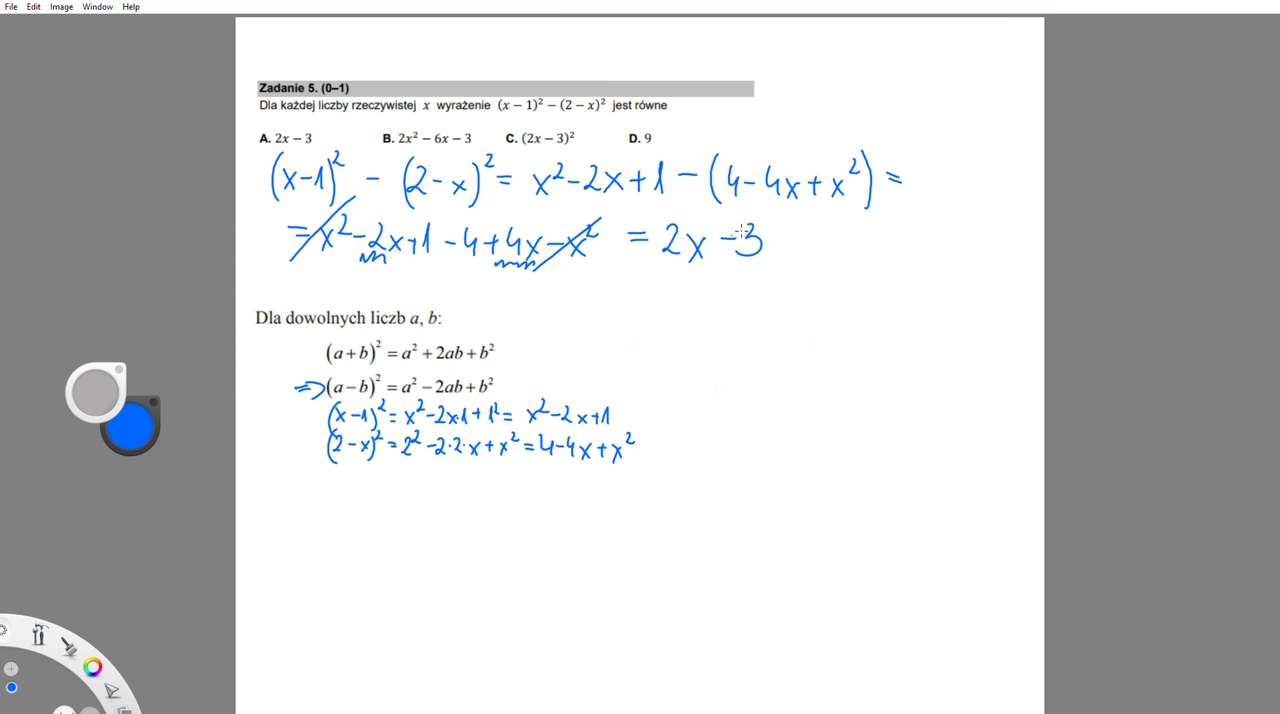 File Edit Image Window Help
Zadanie 5. (0–1)
Dla każdej liczby rzeczywistej x wyrażenie (x − 1)² − (2 − x)² jest równe
A. 2x − 3 B. 2x² − 6x − 3 C. (2x − 3)² D. 9
(x−1)² − (2−x)² = x²−2x+1−(4−4x+x²) =
= x²−2x+1−4+4x−x² = 2x−3
Dla dowolnych liczb a, b:
(a+b)² = a² + 2ab + b²
⇒ (a−b)² = a² − 2ab + b²
(x−1)² = x²−2x·1+1² = x²−2x+1
(2−x)² = 2²−2·2·x+x² = 4−4x+x²